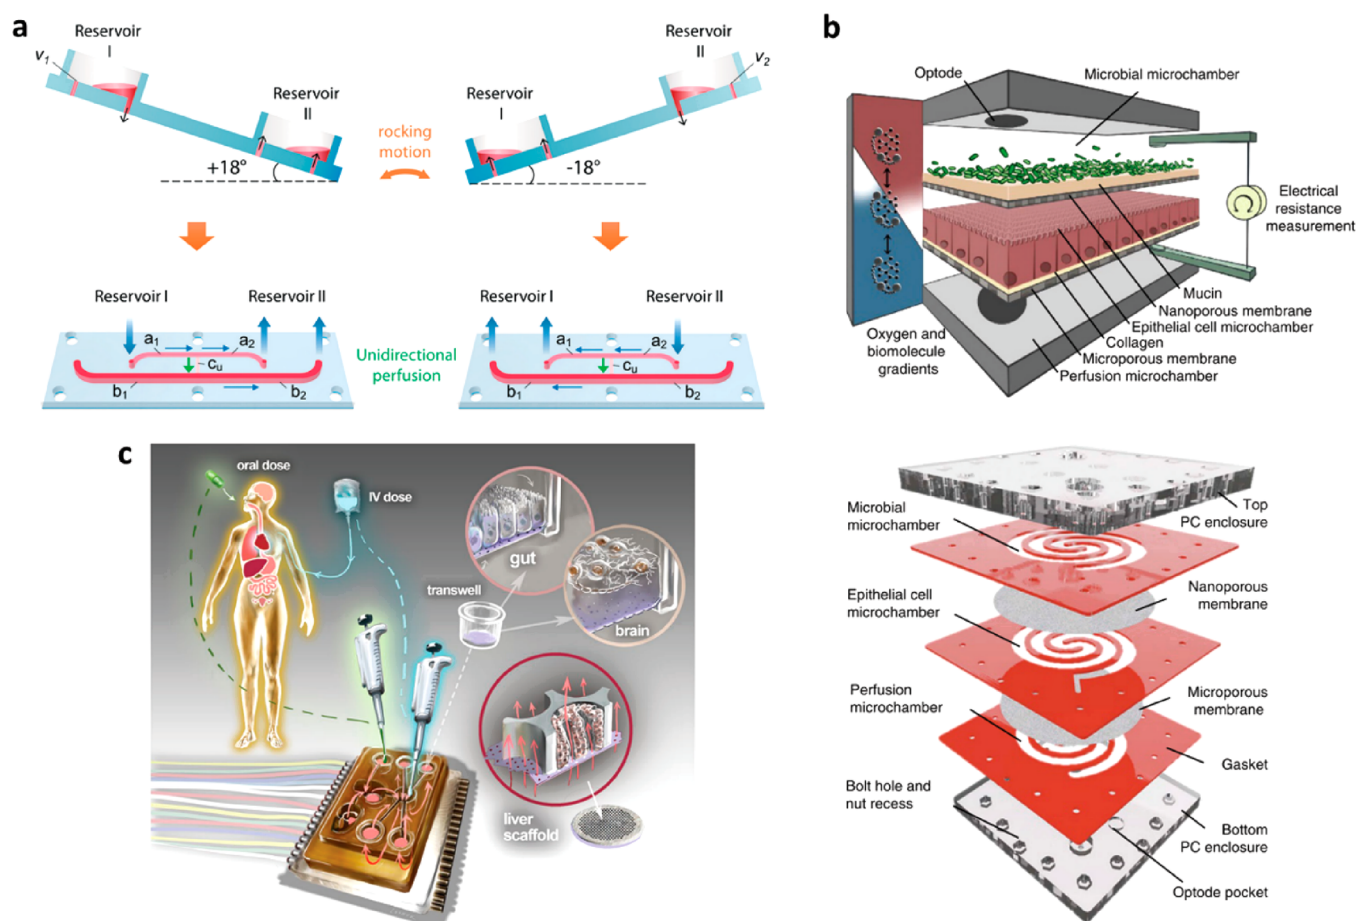 a
Reservoir
I
v1
Reservoir
II
+18°
rocking
motion
Reservoir
II
v2
Reservoir
I
-18°
Reservoir I
Reservoir II
a1
a2
cu
b1
b2
Unidirectional
perfusion
Reservoir I
Reservoir II
a1
a2
cu
b1
b2
b
Optode
Microbial microchamber
Electrical
resistance
measurement
Mucin
Nanoporous membrane
Epithelial cell microchamber
Collagen
Microporous membrane
Perfusion microchamber
Oxygen and
biomolecule
gradients
Top
PC enclosure
Microbial
microchamber
Nanoporous
membrane
Epithelial cell
microchamber
Microporous
membrane
Perfusion
microchamber
Gasket
Bolt hole and
nut recess
Bottom
PC enclosure
Optode pocket
c
oral dose
IV dose
gut
transwell
brain
liver
scaffold